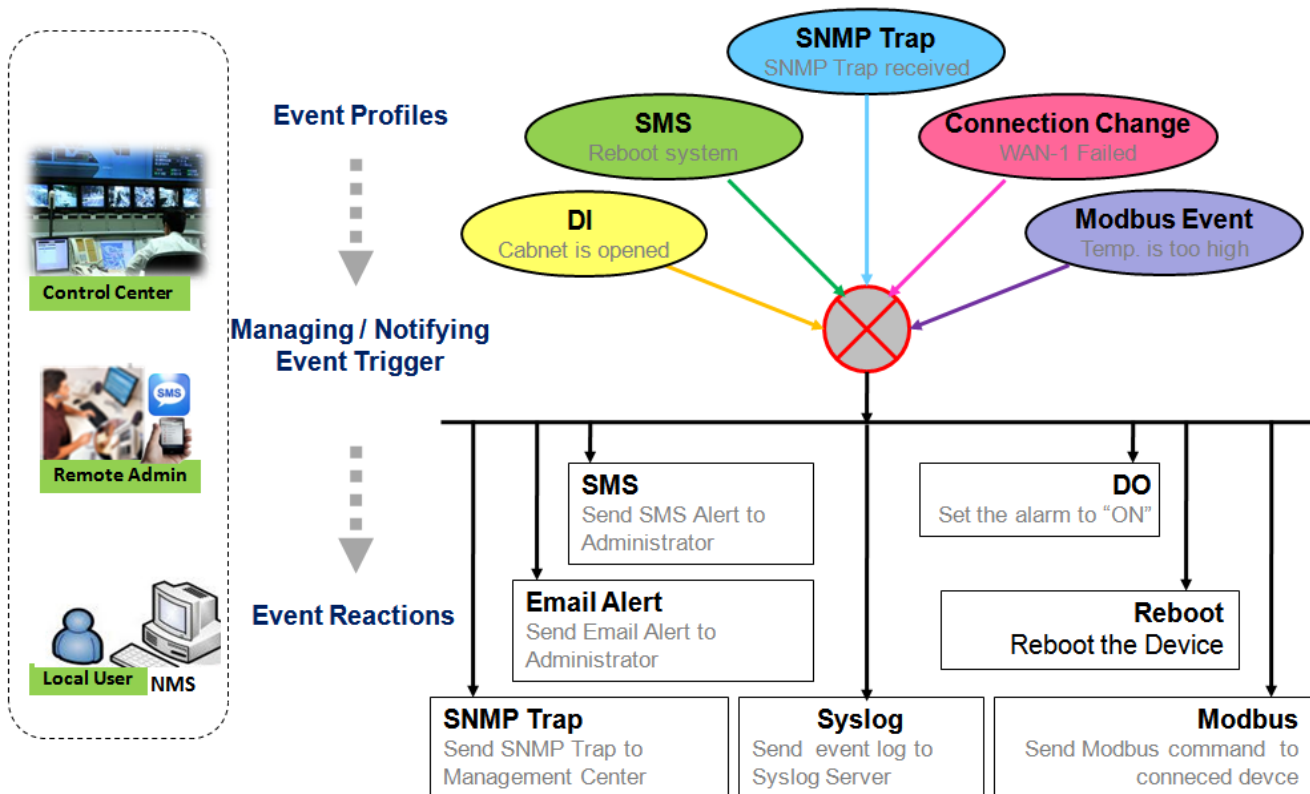 SNMP Trap
SNMP Trap received
Event Profiles
SMS
Reboot system
Connection Change
WAN-1 Failed
DI
Cabnet is opened
Modbus Event
Temp. is too high
Control Center
Managing / Notifying
Event Trigger
SMS
Remote Admin
SMS
Send SMS Alert to
Administrator
DO
Set the alarm to “ON”
Event Reactions
Email Alert
Send Email Alert to
Administrator
Reboot
Reboot the Device
Local User
NMS
SNMP Trap
Send SNMP Trap to
Management Center
Syslog
Send event log to
Syslog Server
Modbus
Send Modbus command to
conneced devce